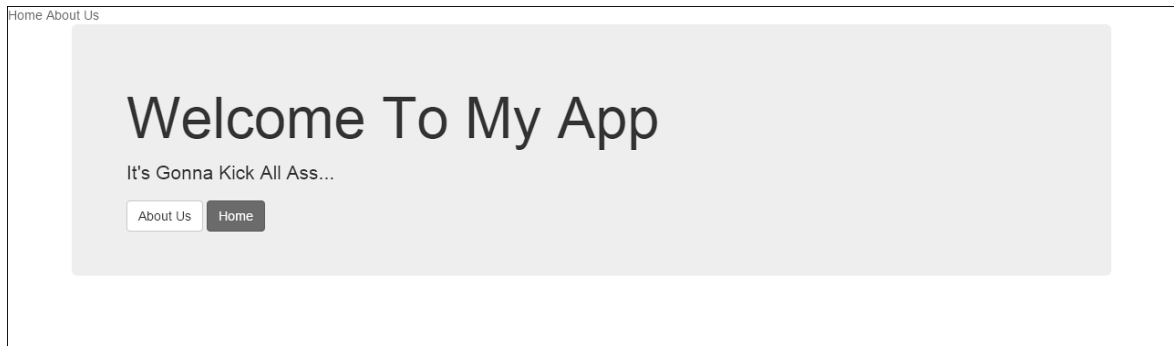 Home About Us
Welcome To My App
It's Gonna Kick All Ass...
About Us Home